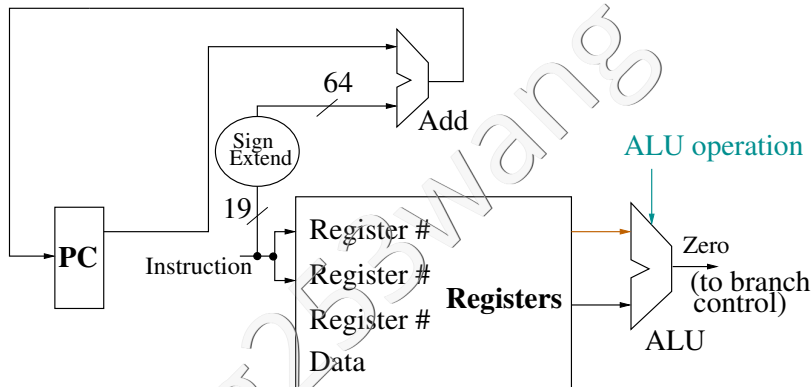 64
Add
Sign
Extend
ALU operation
19
PC
Instruction
Register #
Register #
Register #
Data
Registers
Zero
(to branch
control)
ALU